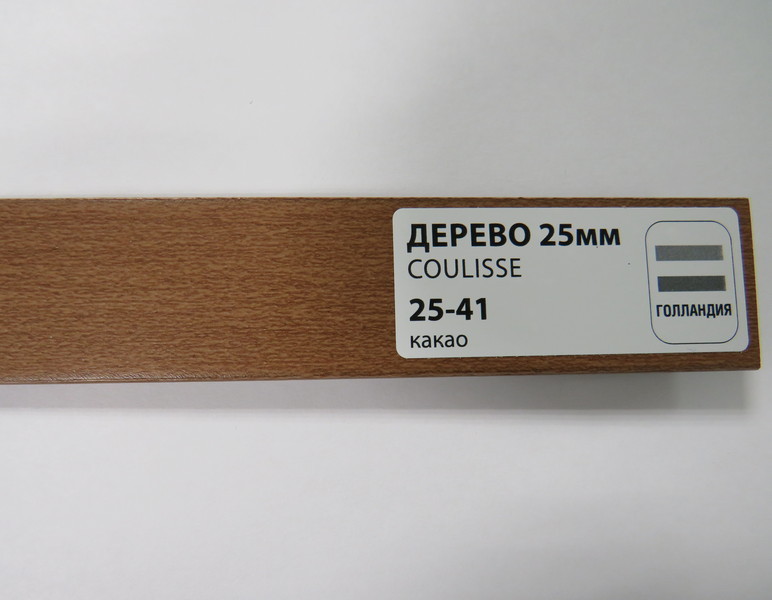 ДЕРЕВО 25мм
COULISSE
25-41
какао
ГОЛЛАНДИЯ